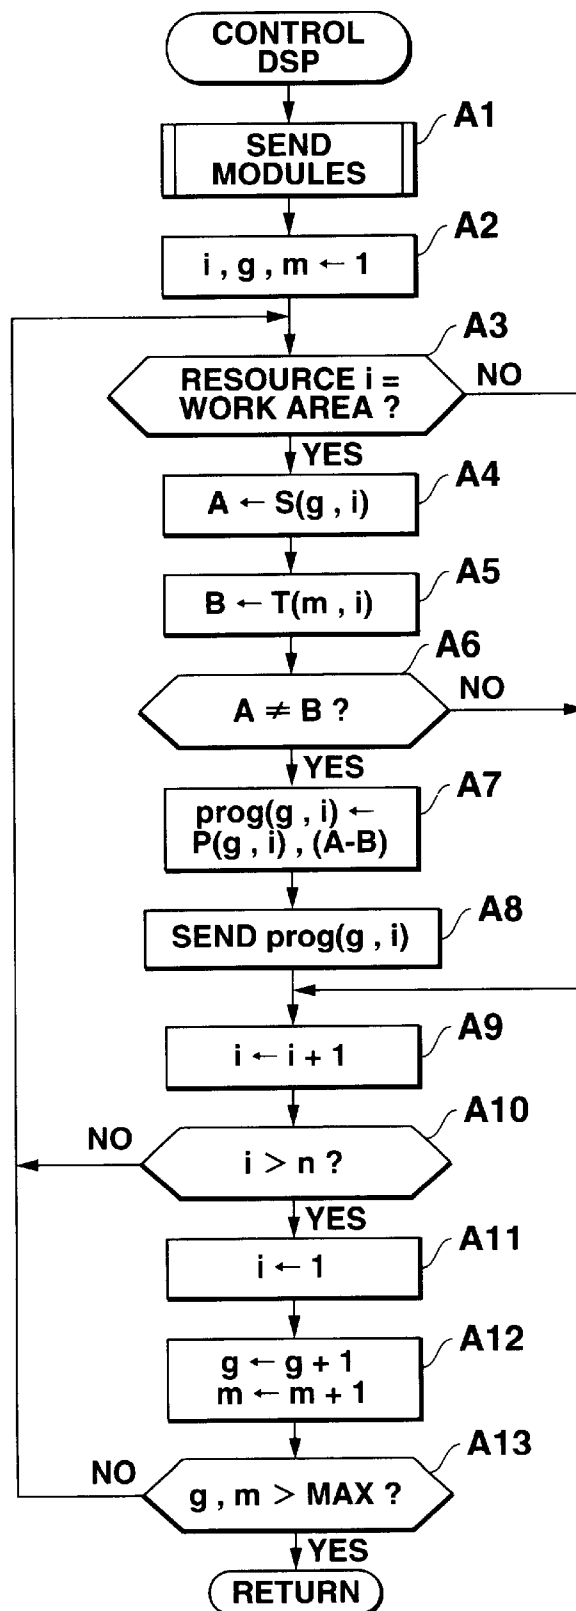 CONTROL
DSP
A1
SEND
MODULES
A2
i , g , m ← 1
A3
RESOURCE i =
WORK AREA ?
NO
YES
A4
A ← S(g , i)
A5
B ← T(m , i)
A6
A ≠ B ?
NO
YES
A7
prog(g , i) ←
P(g , i) , (A-B)
A8
SEND prog(g , i)
A9
i ← i + 1
A10
NO
i > n ?
YES
A11
i ← 1
A12
g ← g + 1
m ← m + 1
A13
NO
g , m > MAX ?
YES
RETURN